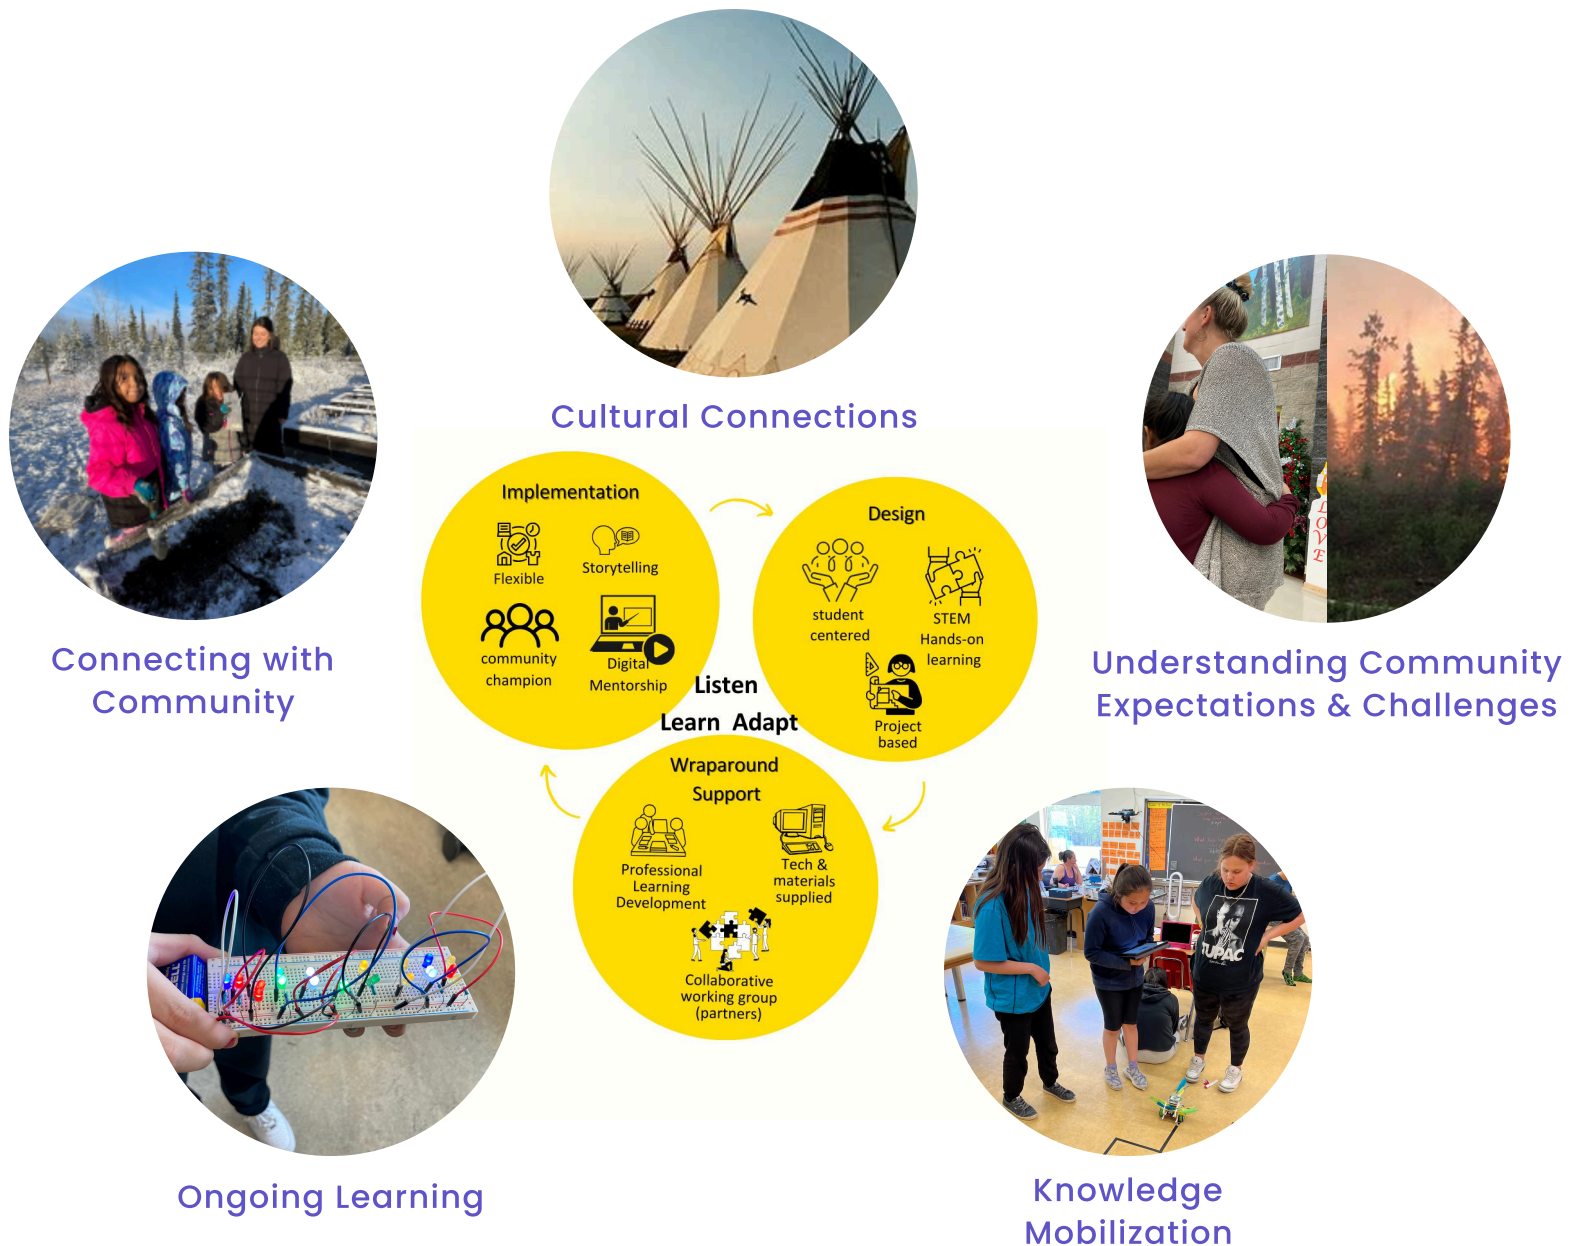 Cultural Connections
Connecting with
Community
Understanding Community
Expectations & Challenges
Implementation
Flexible
Storytelling
community
champion
Digital
Mentorship
Design
student
centered
STEM
Hands-on
learning
Project
based
Listen
Learn Adapt
Wraparound
Support
Professional
Learning
Development
Tech &
materials
supplied
Collaborative
working group
(partners)
LOVE
TUPAC
Ongoing Learning
Knowledge
Mobilization